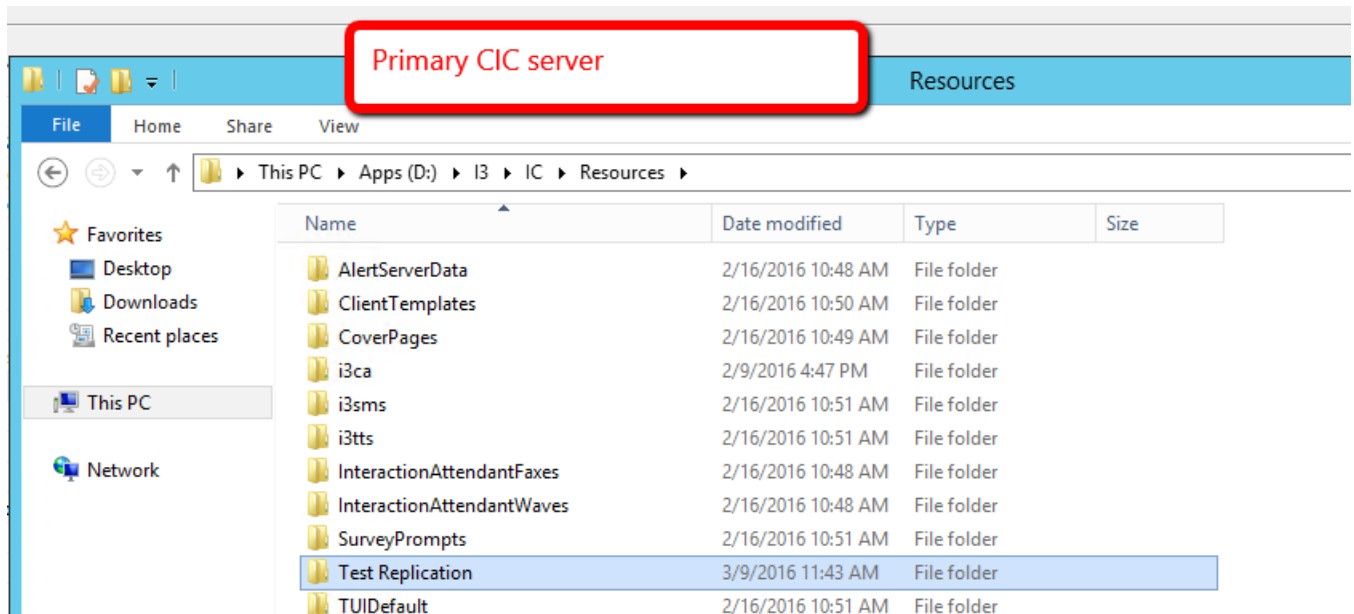 Primary CIC server
Resources
File Home Share View
This PC Apps (D:) I3 IC Resources
Name Date modified Type Size
Favorites
Desktop
Downloads
Recent places
This PC
Network
AlertServerData 2/16/2016 10:48 AM File folder
ClientTemplates 2/16/2016 10:50 AM File folder
CoverPages 2/16/2016 10:49 AM File folder
i3ca 2/9/2016 4:47 PM File folder
i3sms 2/16/2016 10:51 AM File folder
i3tts 2/16/2016 10:51 AM File folder
InteractionAttendantFaxes 2/16/2016 10:48 AM File folder
InteractionAttendantWaves 2/16/2016 10:48 AM File folder
SurveyPrompts 2/16/2016 10:51 AM File folder
Test Replication 3/9/2016 11:43 AM File folder
TUIDefault 2/16/2016 10:51 AM File folder